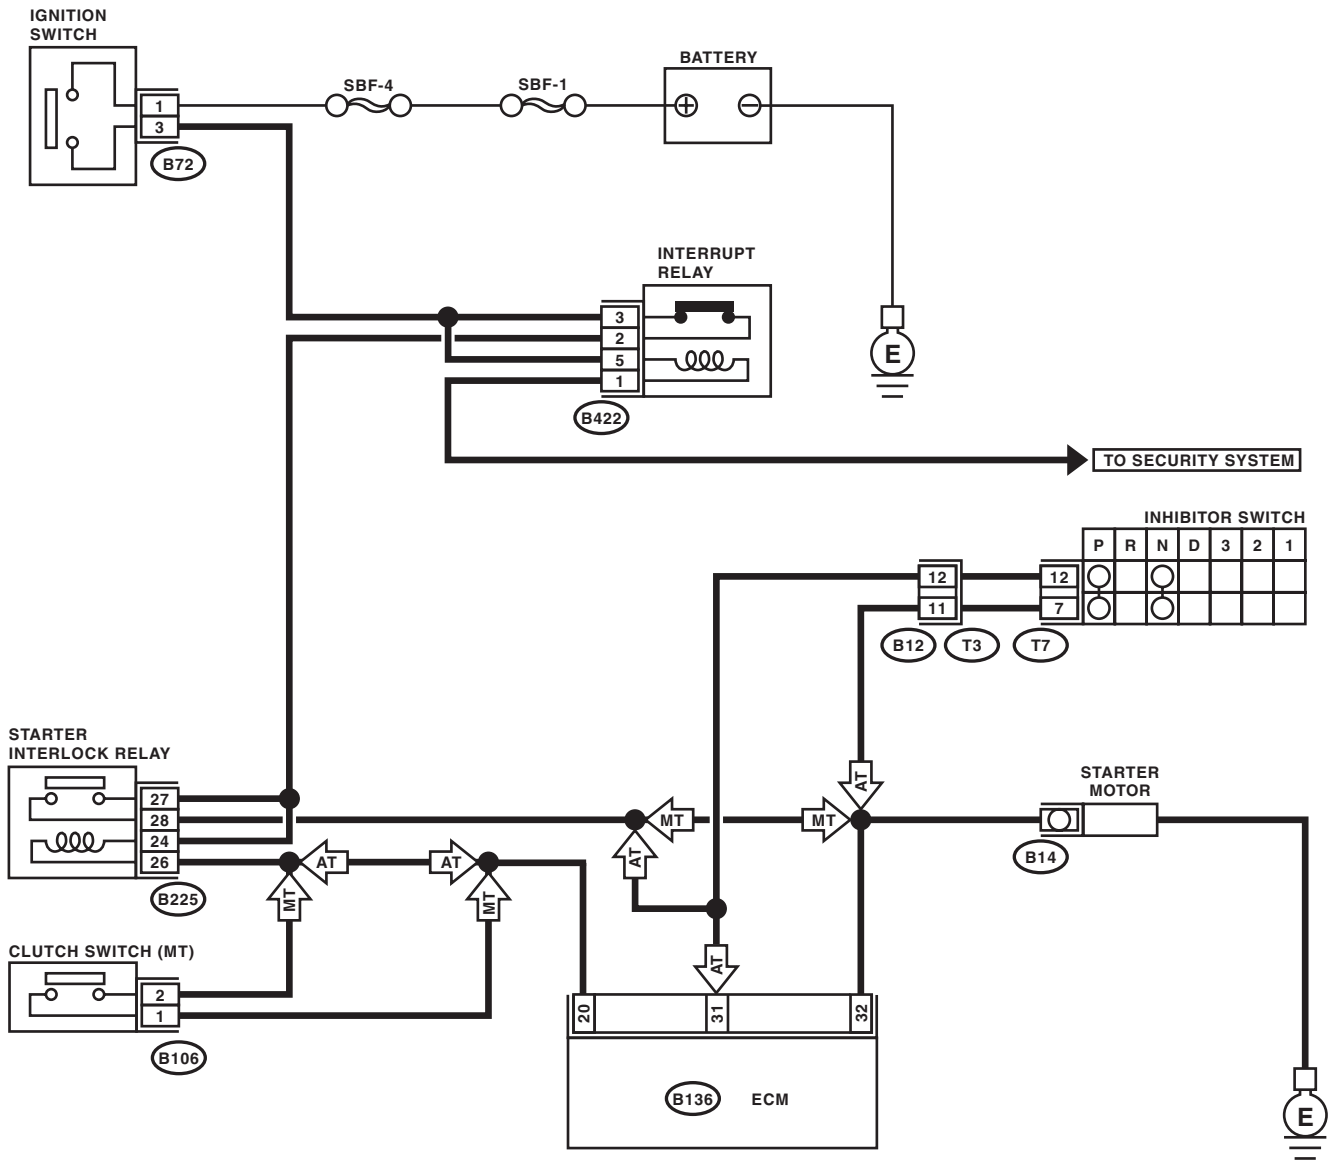 IGNITION
SWITCH
1
3
B72
SBF-4
SBF-1
BATTERY
+
−
E
INTERRUPT
RELAY
3
2
5
1
B422
TO SECURITY SYSTEM
INHIBITOR SWITCH
P R N D 3 2 1
12
11
12
7
B12
T3
T7
STARTER
INTERLOCK RELAY
27
28
24
26
B225
AT
AT
MT
MT
MT
MT
AT
AT
AT
STARTER
MOTOR
B14
CLUTCH SWITCH (MT)
2
1
B106
20
31
32
B136
ECM
E